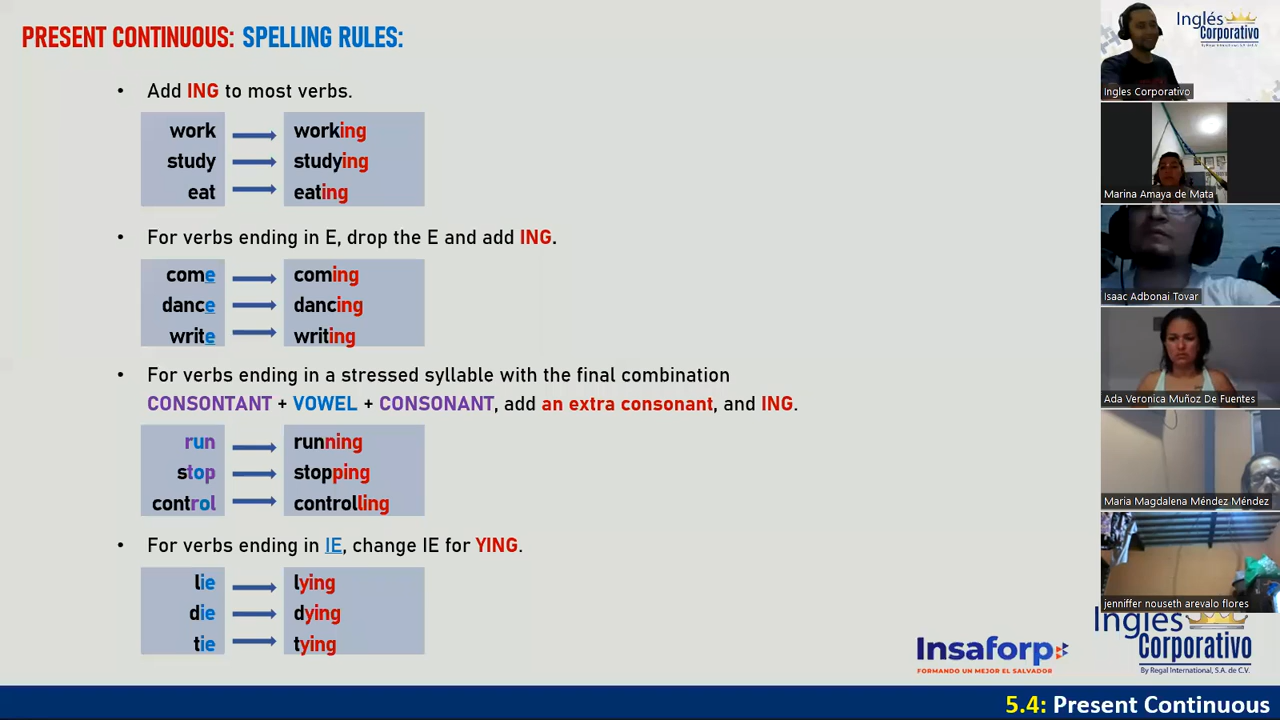 PRESENT CONTINUOUS: SPELLING RULES:
• Add ING to most verbs.
work working
study studying
eat eating
• For verbs ending in E, drop the E and add ING.
come coming
dance dancing
write writing
• For verbs ending in a stressed syllable with the final combination
CONSONTANT + VOWEL + CONSONANT, add an extra consonant, and ING.
run running
stop stopping
control controlling
• For verbs ending in IE, change IE for YING.
lie lying
die dying
tie tying
Inglés
Corporativo
Ingles Corporativo
Marina Amaya de Mata
Isaac Adbonai Tovar
Ada Veronica Muñoz De Fuentes
Maria Magdalena Méndez Méndez
jenniffer nouseth arevalo flores
Insaforp
FORMANDO UN MEJOR EL SALVADOR
Inglés
Corporativo
By Regal International, S.A. de C.V.
5.4: Present Continuous